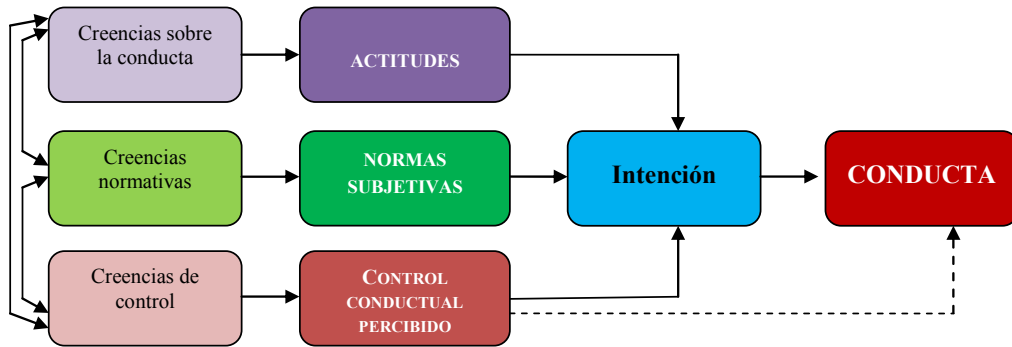 Creencias sobre
la conducta
ACTITUDES
Creencias
normativas
NORMAS
SUBJETIVAS
Intención
CONDUCTA
Creencias de
control
CONTROL
CONDUCTUAL
PERCIBIDO